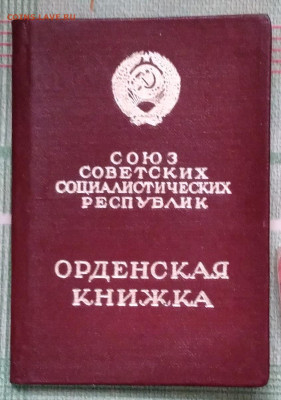 СОЮЗ
СОВЕТСКИХ
СОЦИАЛИСТИЧЕСКИХ
РЕСПУБЛИК
ОРДЕНСКАЯ
КНИЖКА